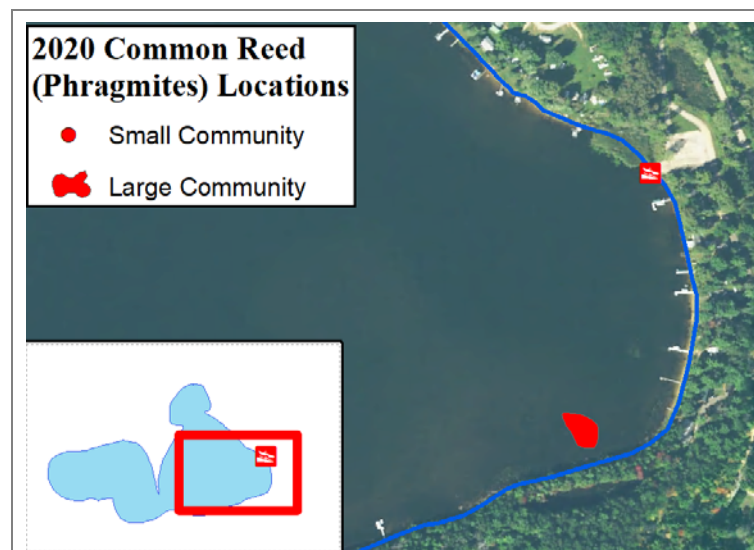 2020 Common Reed
(Phragmites) Locations
Small Community
Large Community